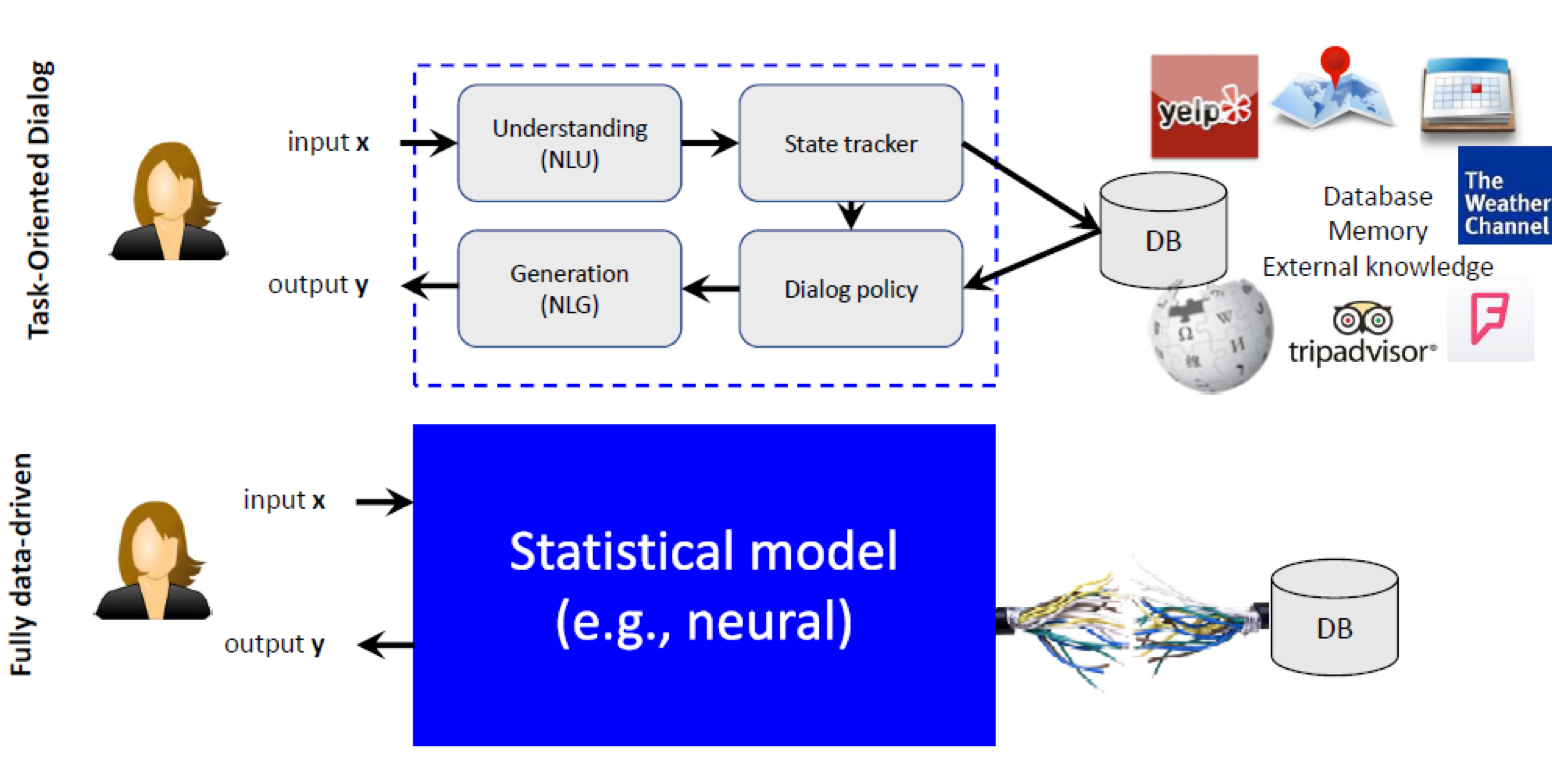 Task-Oriented Dialog
input x
Understanding
(NLU)
State tracker
output y
Generation
(NLG)
Dialog policy
DB
yelp
Database
Memory
External knowledge
The
Weather
Channel
Ω
W
И
tripadvisor®
Fully data-driven
input x
output y
Statistical model
(e.g., neural)
DB